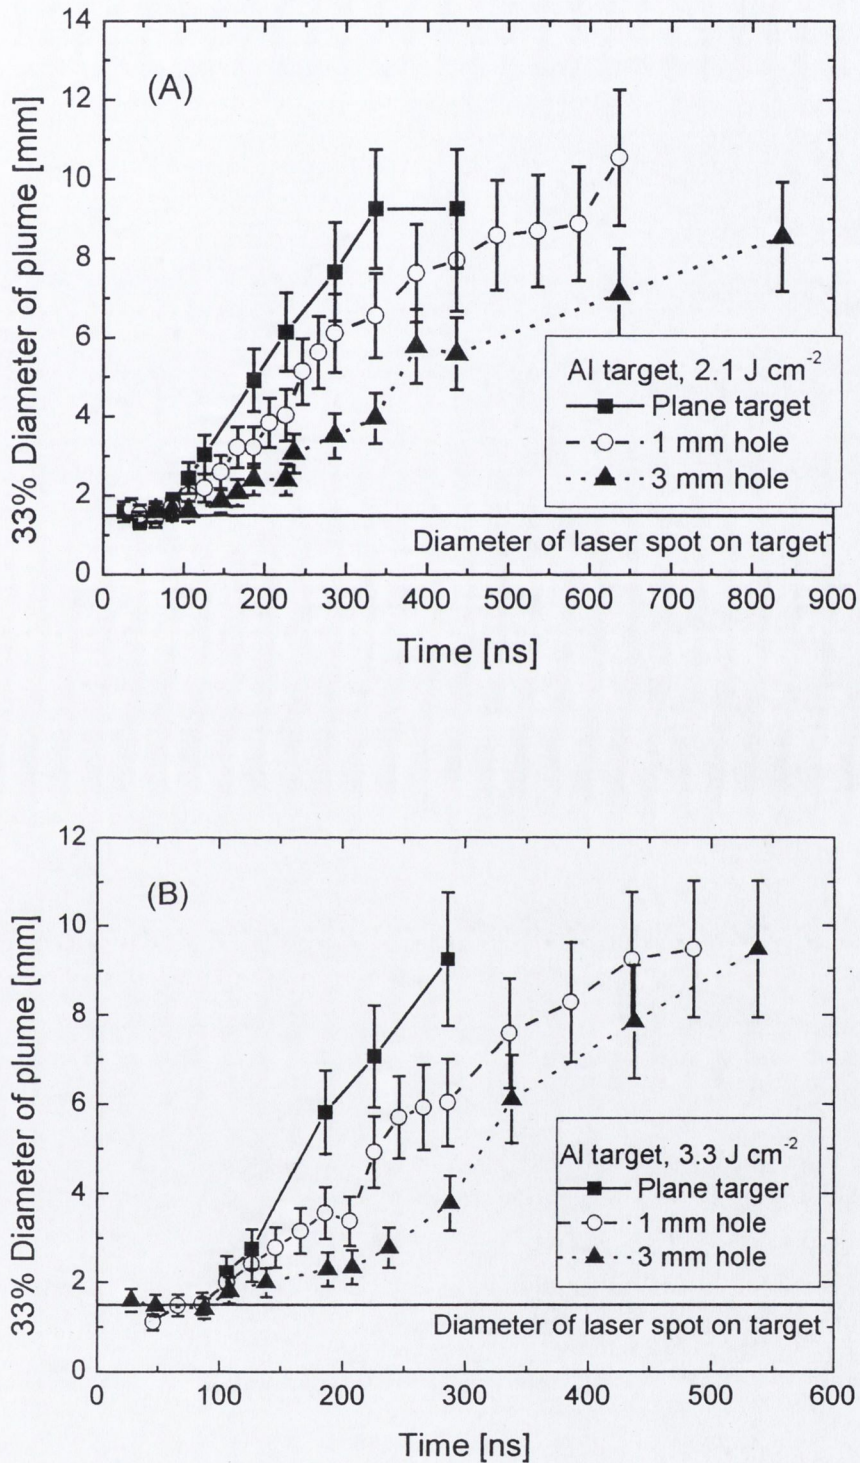 (A)
33% Diameter of plume [mm]
14
12
10
8
6
4
2
0
Al target, 2.1 J cm-2
Plane target
1 mm hole
3 mm hole
Diameter of laser spot on target
0 100 200 300 400 500 600 700 800 900
Time [ns]
(B)
33% Diameter of plume [mm]
12
10
8
6
4
2
0
Al target, 3.3 J cm-2
Plane targer
1 mm hole
3 mm hole
Diameter of laser spot on target
0 100 200 300 400 500 600
Time [ns]